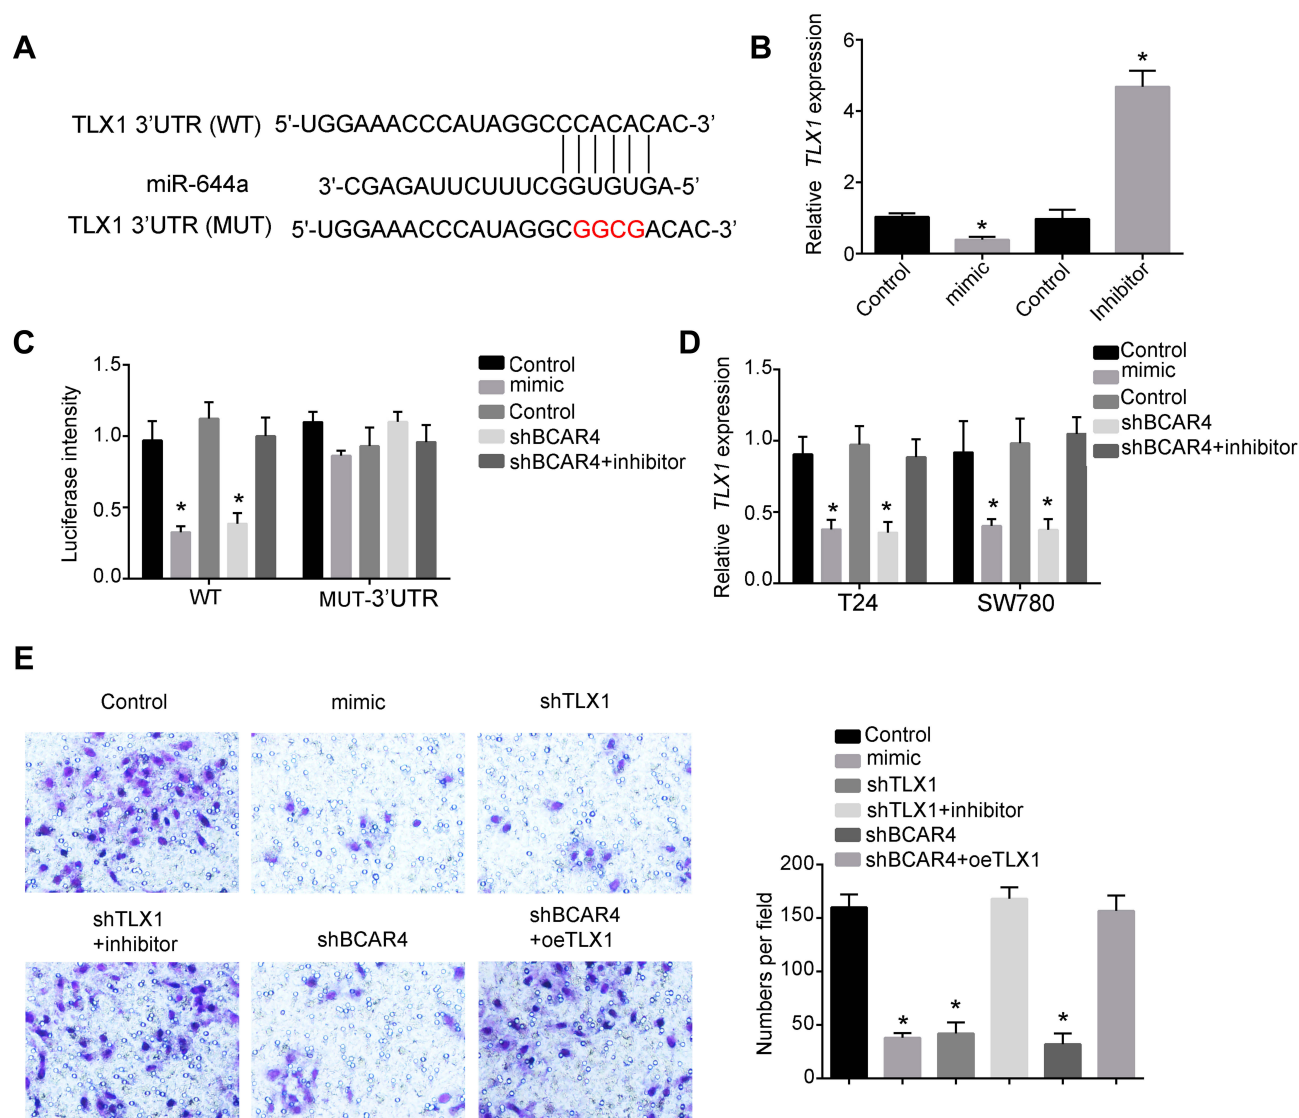 A
TLX1 3’UTR (WT) 5'-UGGAAACCCAUAGGCCCACACAC-3’
miR-644a 3'-CGAGAUUCUUUCGGUGUGA-5’
TLX1 3’UTR (MUT) 5'-UGGAAACCCAUAGGCGGCGACAC-3’
B
Relative TLX1 expression
6
4
2
0
Control
mimic
Control
Inhibitor
*
*
C
Luciferase intensity
1.5
1.0
0.5
0.0
*
*
WT
MUT-3’UTR
Control
mimic
Control
shBCAR4
shBCAR4+inhibitor
D
Relative TLX1 expression
1.5
1.0
0.5
0.0
*
*
*
*
T24
SW780
Control
mimic
Control
shBCAR4
shBCAR4+inhibitor
E
Control
mimic
shTLX1
shTLX1
+inhibitor
shBCAR4
shBCAR4
+oeTLX1
Control
mimic
shTLX1
shTLX1+inhibitor
shBCAR4
shBCAR4+oeTLX1
Numbers per field
200
150
100
50
0
*
*
*